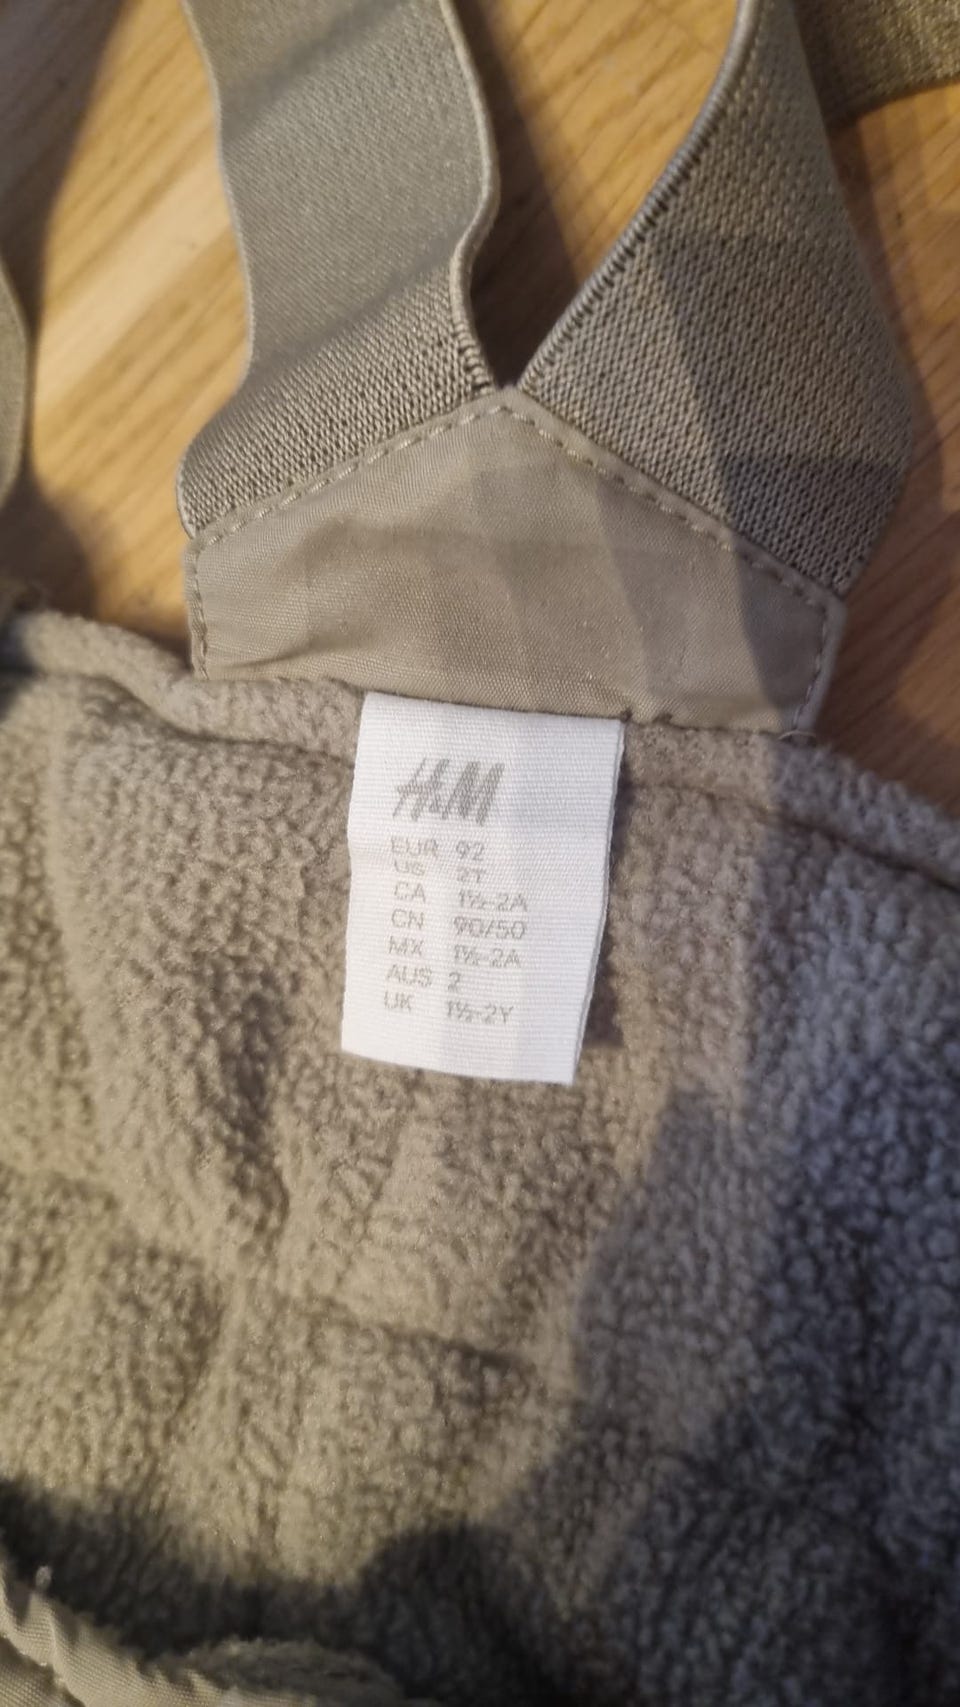 H&M
EUR 92
US 2T
CA 1½-2A
CN 90/50
MX 1½-2A
AUS 2
UK 1½-2Y